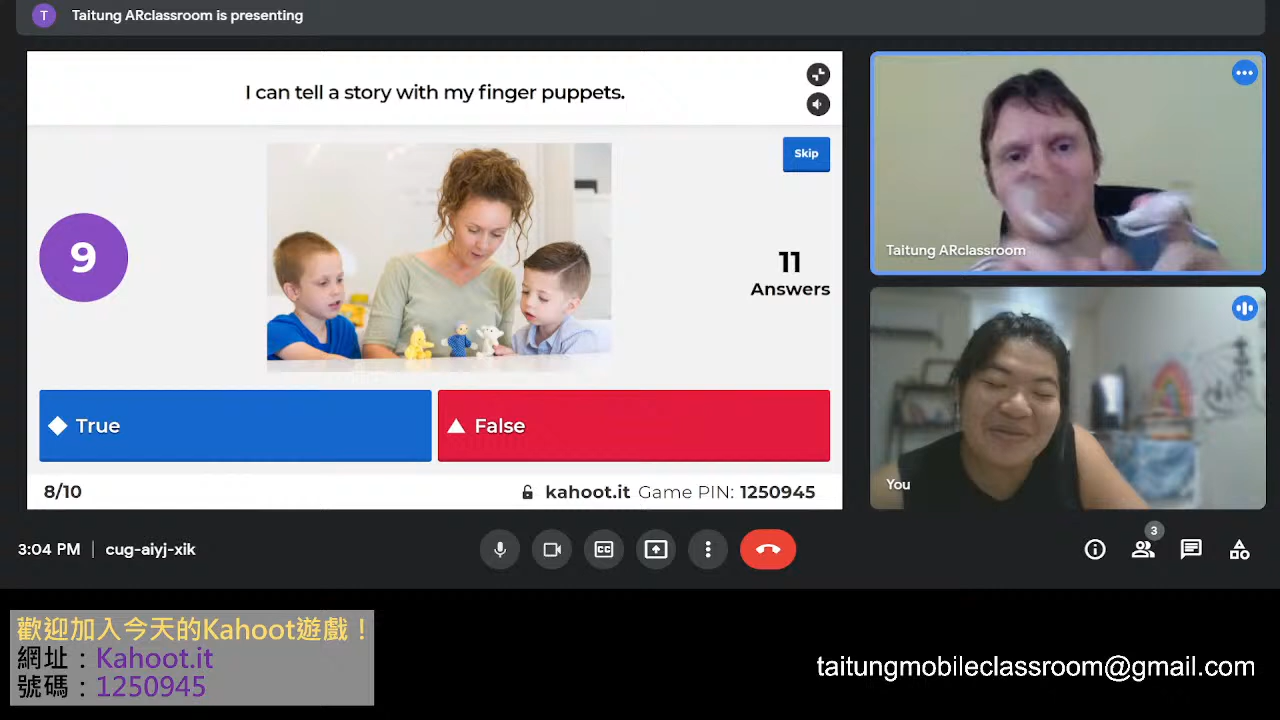 T
Taitung ARclassroom is presenting
I can tell a story with my finger puppets.
Skip
9
11
Answers
True
False
8/10
kahoot.it Game PIN: 1250945
Taitung ARclassroom
You
3:04 PM | cug-aiyj-xik
CC
3
歡迎加入今天的Kahoot遊戲！
網址：Kahoot.it
號碼：1250945
taitungmobileclassroom@gmail.com